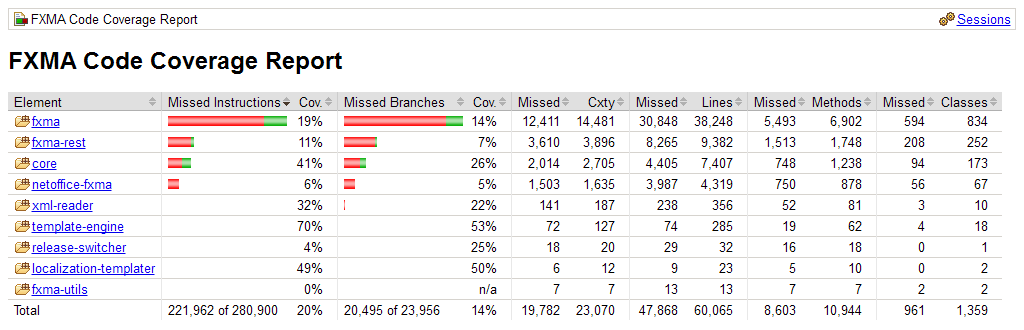 FXMA Code Coverage Report Sessions
FXMA Code Coverage Report
Element Missed Instructions Cov. Missed Branches Cov. Missed Cxty Missed Lines Missed Methods Missed Classes
fxma 19% 14% 12,411 14,481 30,848 38,248 5,493 6,902 594 834
fxma-rest 11% 7% 3,610 3,896 8,265 9,382 1,513 1,748 208 252
core 41% 26% 2,014 2,705 4,405 7,407 748 1,238 94 173
netoffice-fxma 6% 5% 1,503 1,635 3,987 4,319 750 878 56 67
xml-reader 32% 22% 141 187 238 356 52 81 3 10
template-engine 70% 53% 72 127 74 285 19 62 4 18
release-switcher 4% 25% 18 20 29 32 16 18 0 1
localization-templater 49% 50% 6 12 9 23 5 10 0 2
fxma-utils 0% n/a 7 7 13 13 7 7 2 2
Total 221,962 of 280,900 20% 20,495 of 23,956 14% 19,782 23,070 47,868 60,065 8,603 10,944 961 1,359